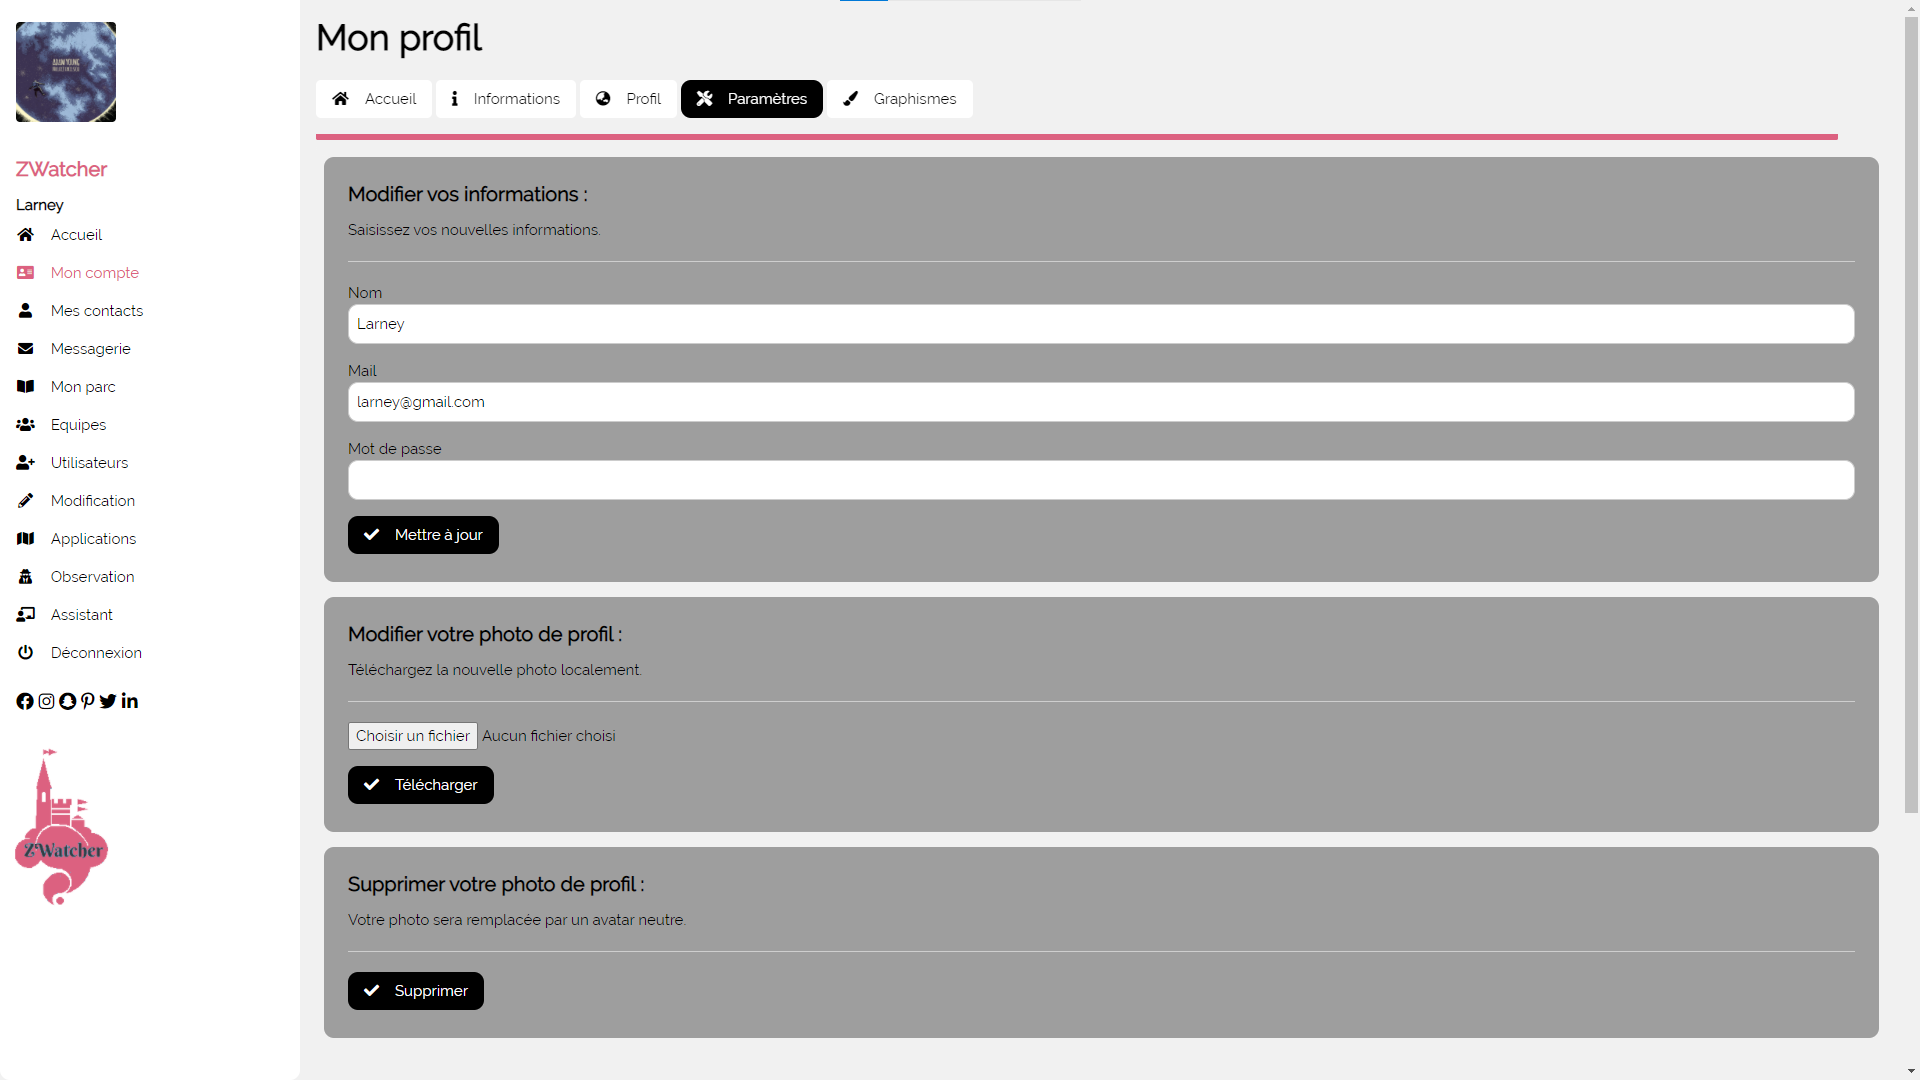 ZWatcher
Larney
Accueil
Mon compte
Mes contacts
Messagerie
Mon parc
Equipes
Utilisateurs
Modification
Applications
Observation
Assistant
Déconnexion
ZWatcher
Mon profil
Accueil
Informations
Profil
Paramètres
Graphismes
Modifier vos informations :
Saisissez vos nouvelles informations.
Nom
Larney
Mail
larney@gmail.com
Mot de passe
Mettre à jour
Modifier votre photo de profil :
Téléchargez la nouvelle photo localement.
Choisir un fichier Aucun fichier choisi
Télécharger
Supprimer votre photo de profil :
Votre photo sera remplacée par un avatar neutre.
Supprimer